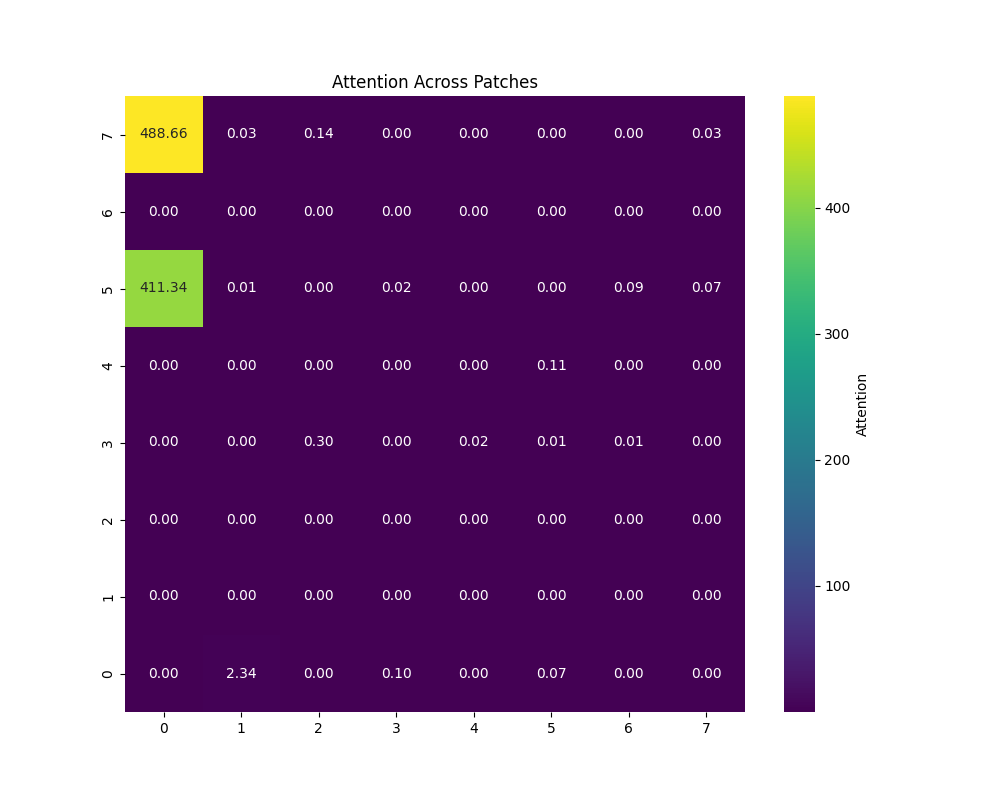 Attention Across Patches
7 488.66 0.03 0.14 0.00 0.00 0.00 0.00 0.03
6 0.00 0.00 0.00 0.00 0.00 0.00 0.00 0.00
5 411.34 0.01 0.00 0.02 0.00 0.00 0.09 0.07
4 0.00 0.00 0.00 0.00 0.00 0.11 0.00 0.00
3 0.00 0.00 0.30 0.00 0.02 0.01 0.01 0.00
2 0.00 0.00 0.00 0.00 0.00 0.00 0.00 0.00
1 0.00 0.00 0.00 0.00 0.00 0.00 0.00 0.00
0 0.00 2.34 0.00 0.10 0.00 0.07 0.00 0.00
0 1 2 3 4 5 6 7
400
300
200
100
Attention